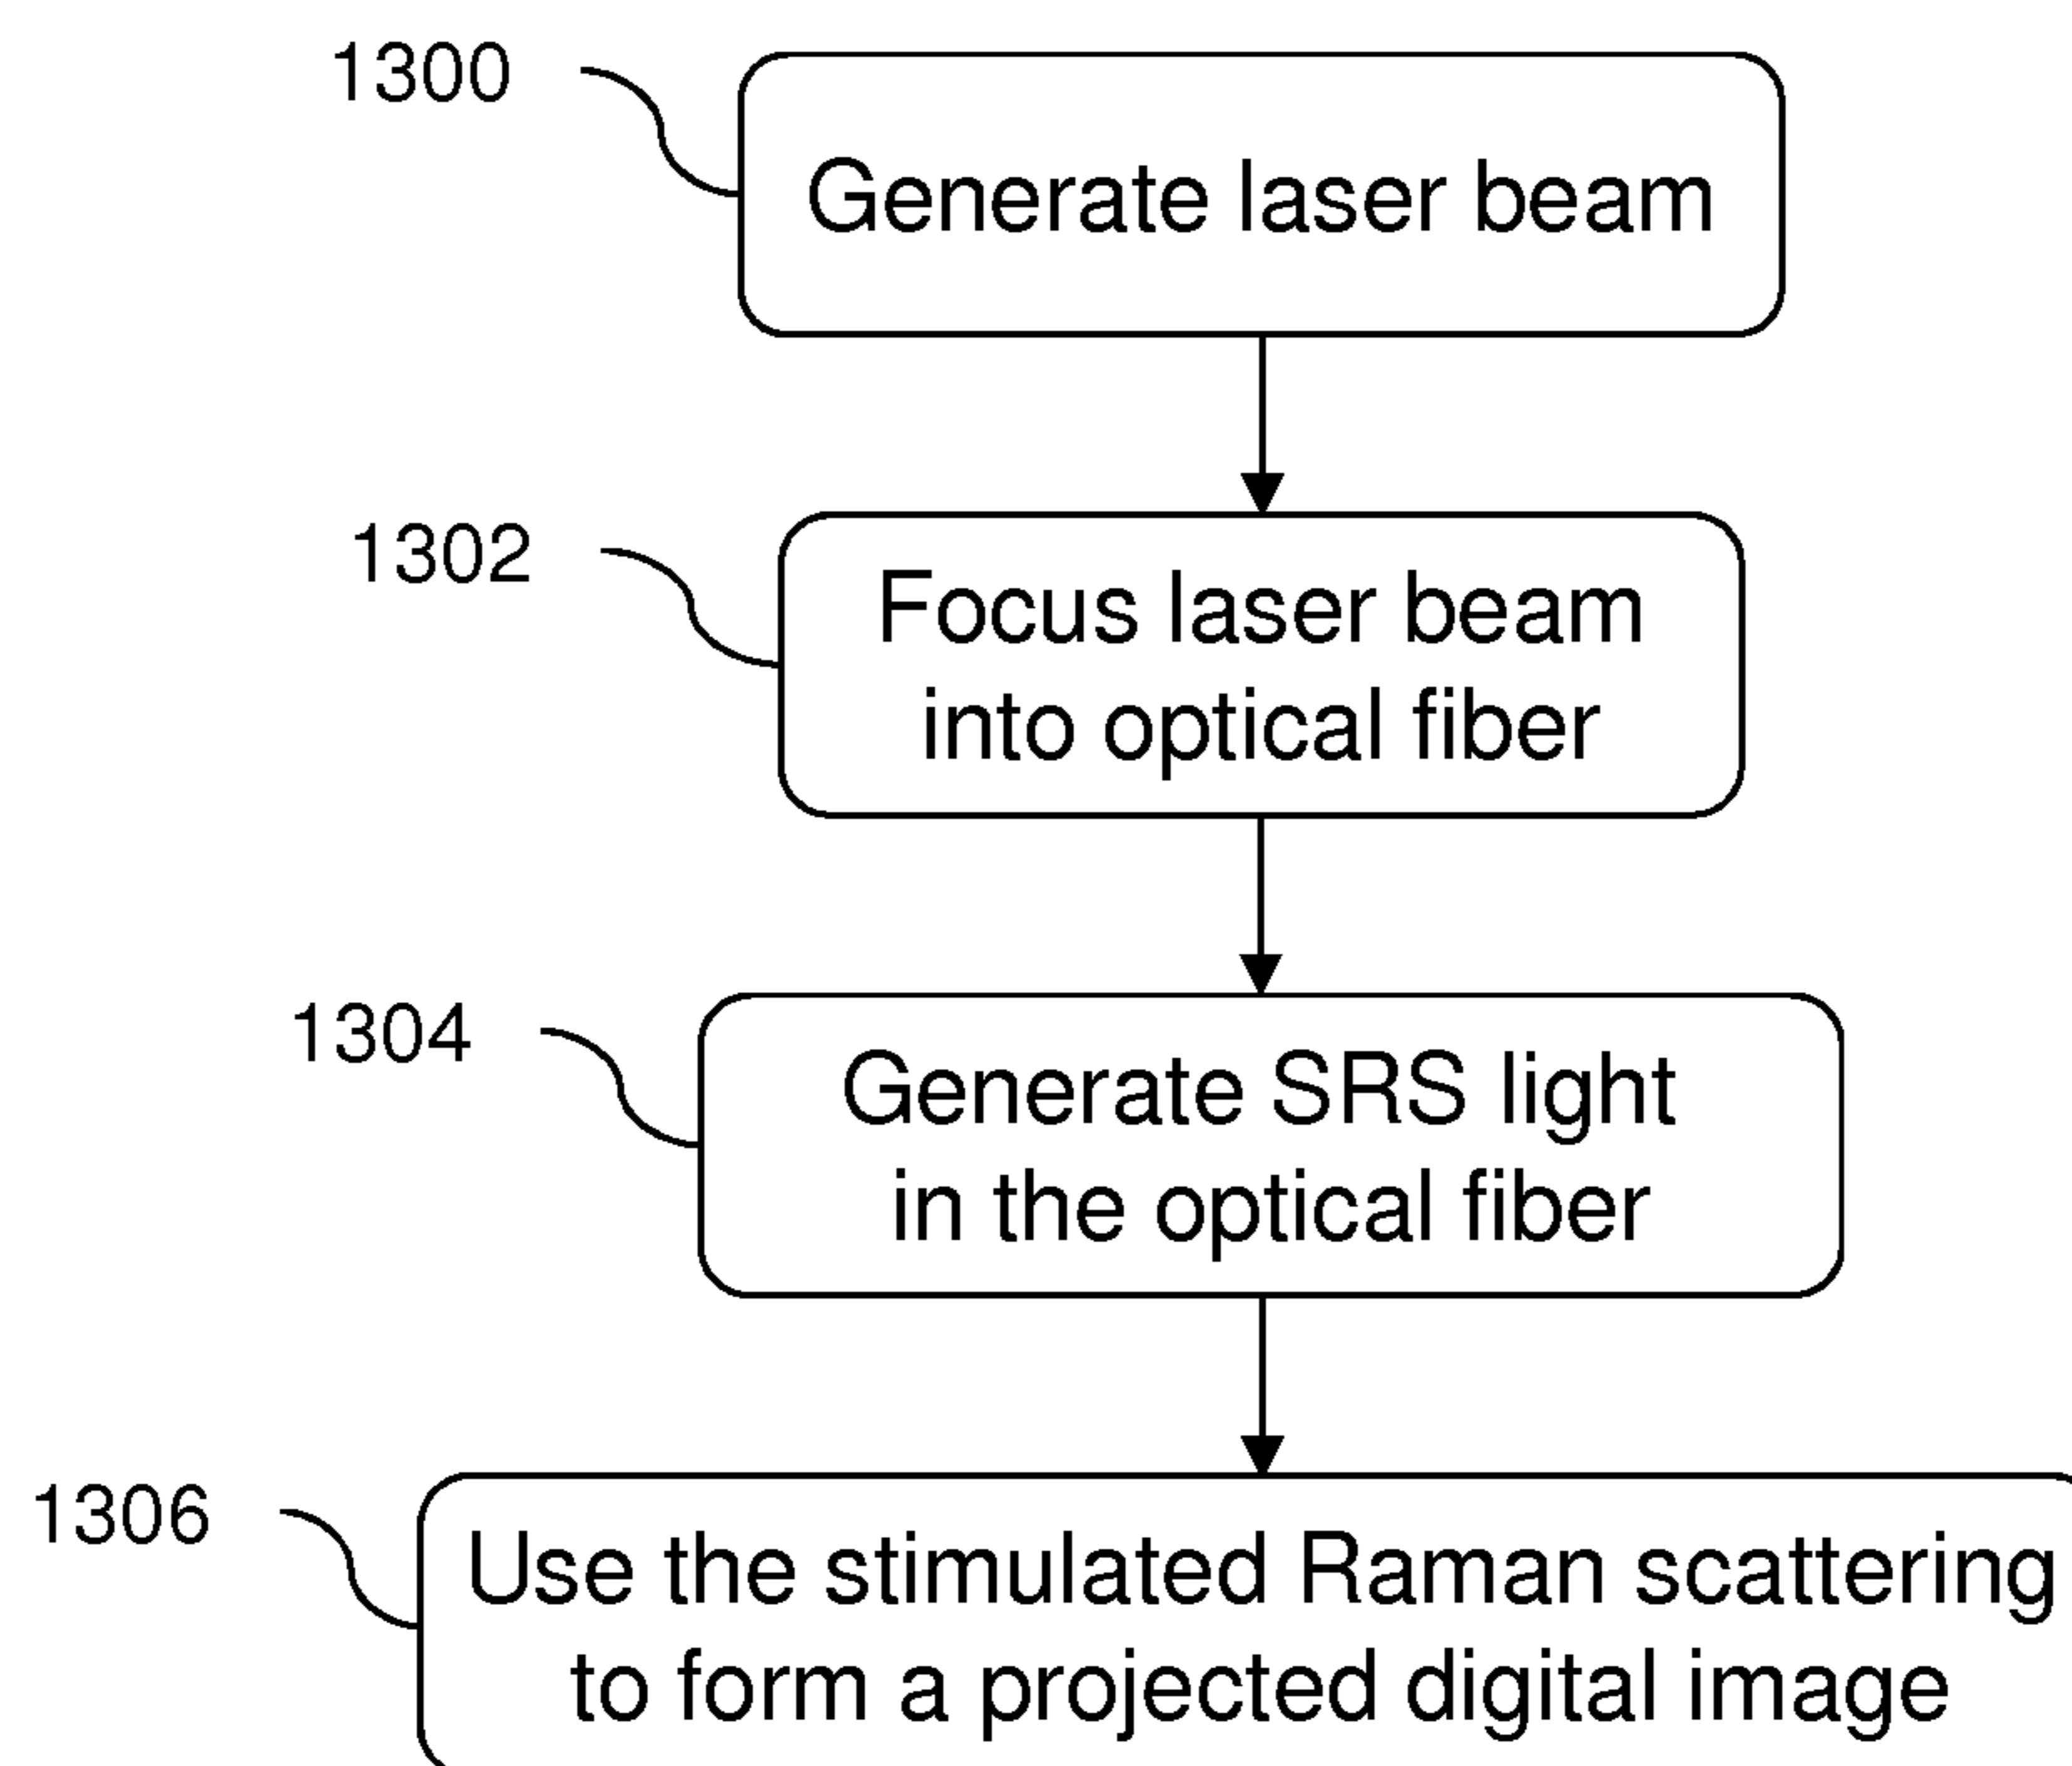 1300
Generate laser beam
1302
Focus laser beam
into optical fiber
1304
Generate SRS light
in the optical fiber
1306
Use the stimulated Raman scattering
to form a projected digital image